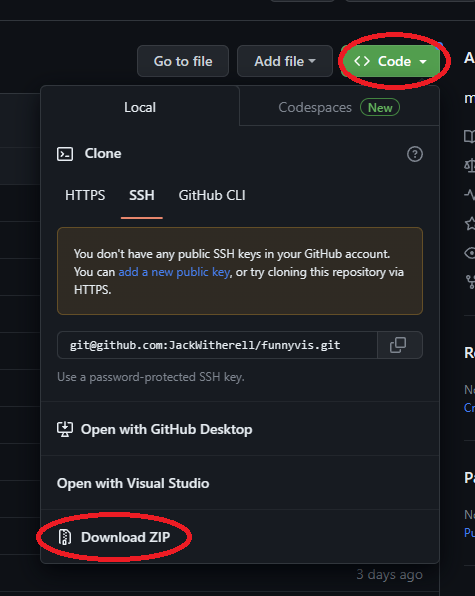 Go to file
Add file
<> Code
A
m
Local
Codespaces New
Clone
HTTPS SSH GitHub CLI
You don't have any public SSH keys in your GitHub account.
You can add a new public key, or try cloning this repository via
HTTPS.
git@github.com:JackWitherell/funnyvis.git
Use a password-protected SSH key.
R
No
Cr
Open with GitHub Desktop
Open with Visual Studio
Pa
No
Pu
Download ZIP
3 days ago